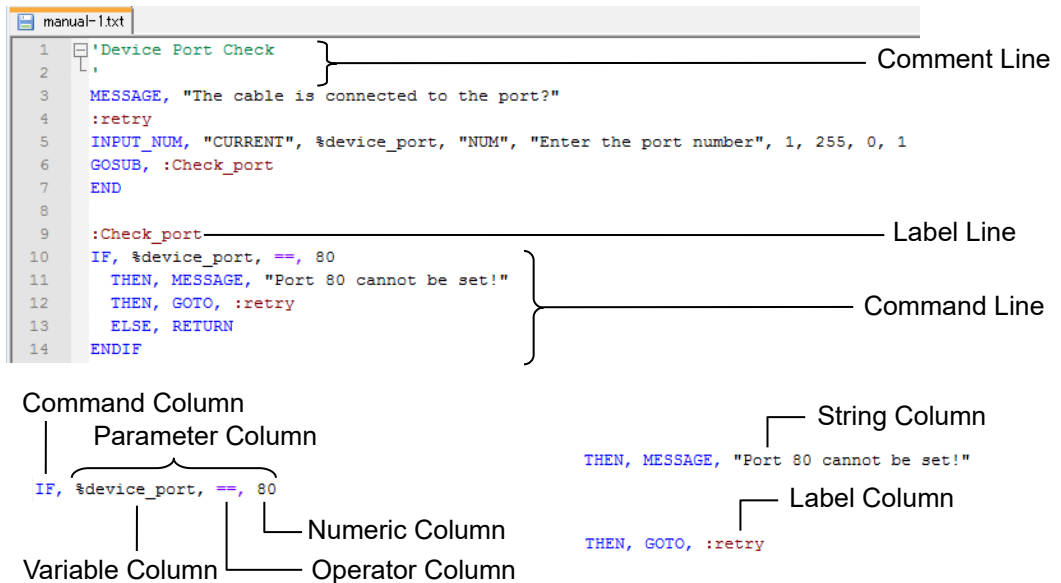 manual-1.txt
1 'Device Port Check
2 '
3 MESSAGE, "The cable is connected to the port?"
4 :retry
5 INPUT_NUM, "CURRENT", %device_port, "NUM", "Enter the port number", 1, 255, 0, 1
6 GOSUB, :Check_port
7 END
8
9 :Check_port
10 IF, %device_port, ==, 80
11 THEN, MESSAGE, "Port 80 cannot be set!"
12 THEN, GOTO, :retry
13 ELSE, RETURN
14 ENDIF
Comment Line
Label Line
Command Line
Command Column
Parameter Column
IF, %device_port, ==, 80
Numeric Column
Variable Column
Operator Column
String Column
THEN, MESSAGE, "Port 80 cannot be set!"
Label Column
THEN, GOTO, :retry